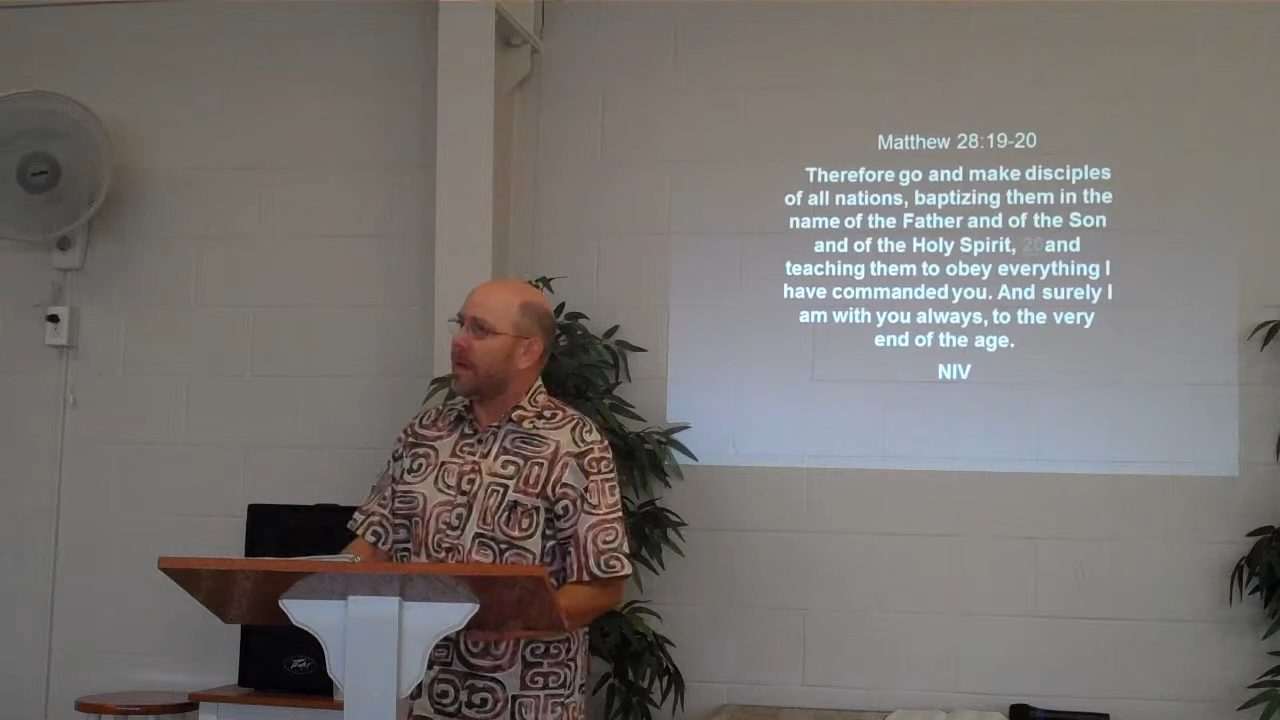 Matthew 28:19-20
Therefore go and make disciples
of all nations, baptizing them in the
name of the Father and of the Son
and of the Holy Spirit, 20and
teaching them to obey everything I
have commanded you. And surely I
am with you always, to the very
end of the age.
NIV